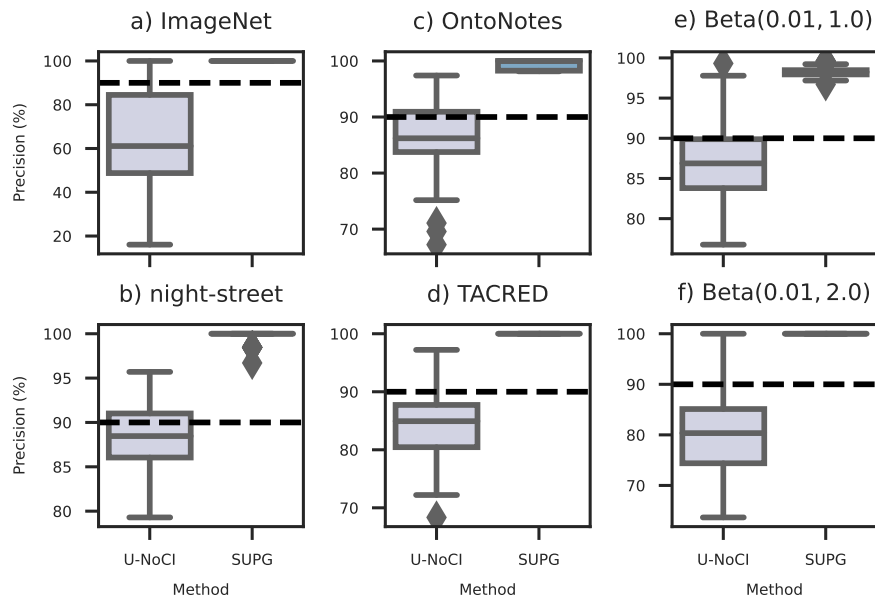 a) ImageNet
Precision (%)
100
80
60
40
20
c) OntoNotes
100
90
80
70
e) Beta(0.01, 1.0)
100
95
90
85
80
b) night-street
Precision (%)
100
95
90
85
80
U-NoCI SUPG
Method
d) TACRED
100
90
80
70
U-NoCI SUPG
Method
f) Beta(0.01, 2.0)
100
90
80
70
U-NoCI SUPG
Method